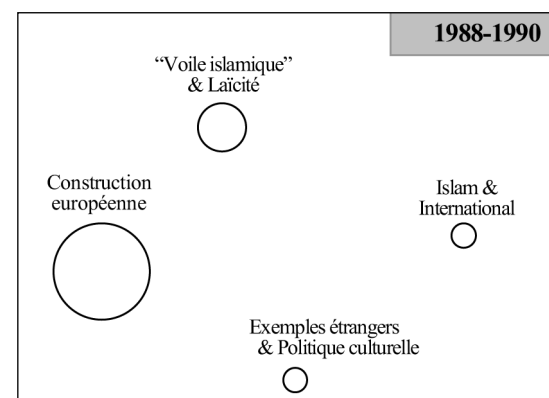 1988-1990
“Voile islamique”
& Laïcité
Construction
européenne
Islam &
International
Exemples étrangers
& Politique culturelle